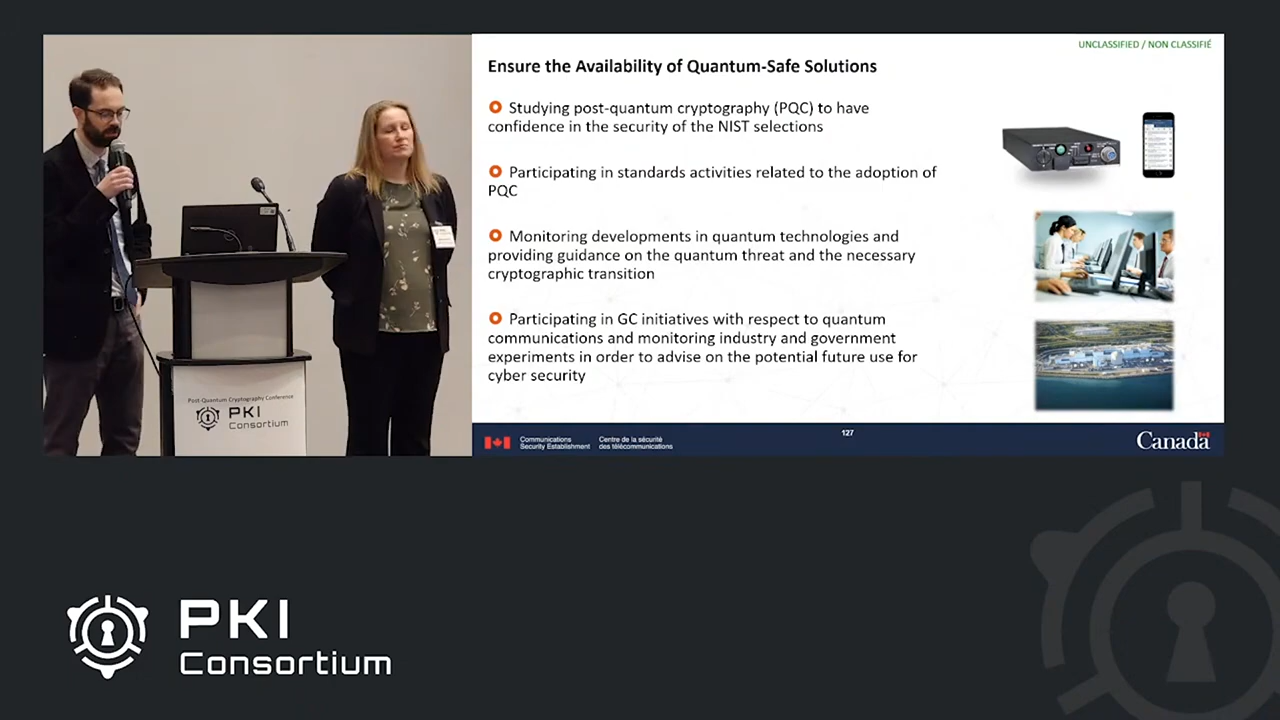 UNCLASSIFIED / NON CLASSIFIÉ
Ensure the Availability of Quantum-Safe Solutions
Studying post-quantum cryptography (PQC) to have
confidence in the security of the NIST selections
Participating in standards activities related to the adoption of
PQC
Monitoring developments in quantum technologies and
providing guidance on the quantum threat and the necessary
cryptographic transition
Participating in GC initiatives with respect to quantum
communications and monitoring industry and government
experiments in order to advise on the potential future use for
cyber security
Communications
Security Establishment
Centre de la sécurité
des télécommunications
127
Canada
Post-Quantum Cryptography Conference
PKI
Consortium
PKI
Consortium